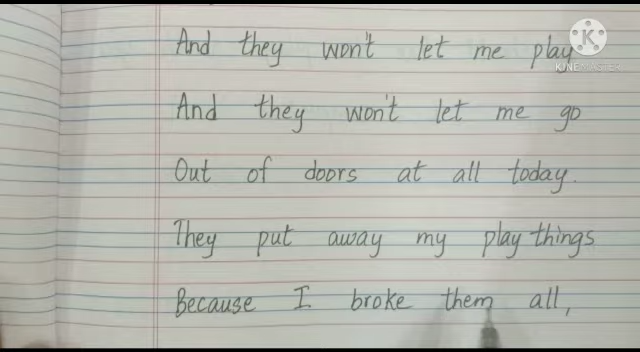 And they won't let me play
And they won't let me go
Out of doors at all today.
They put away my play things
Because I broke them all,
KINEMASTER